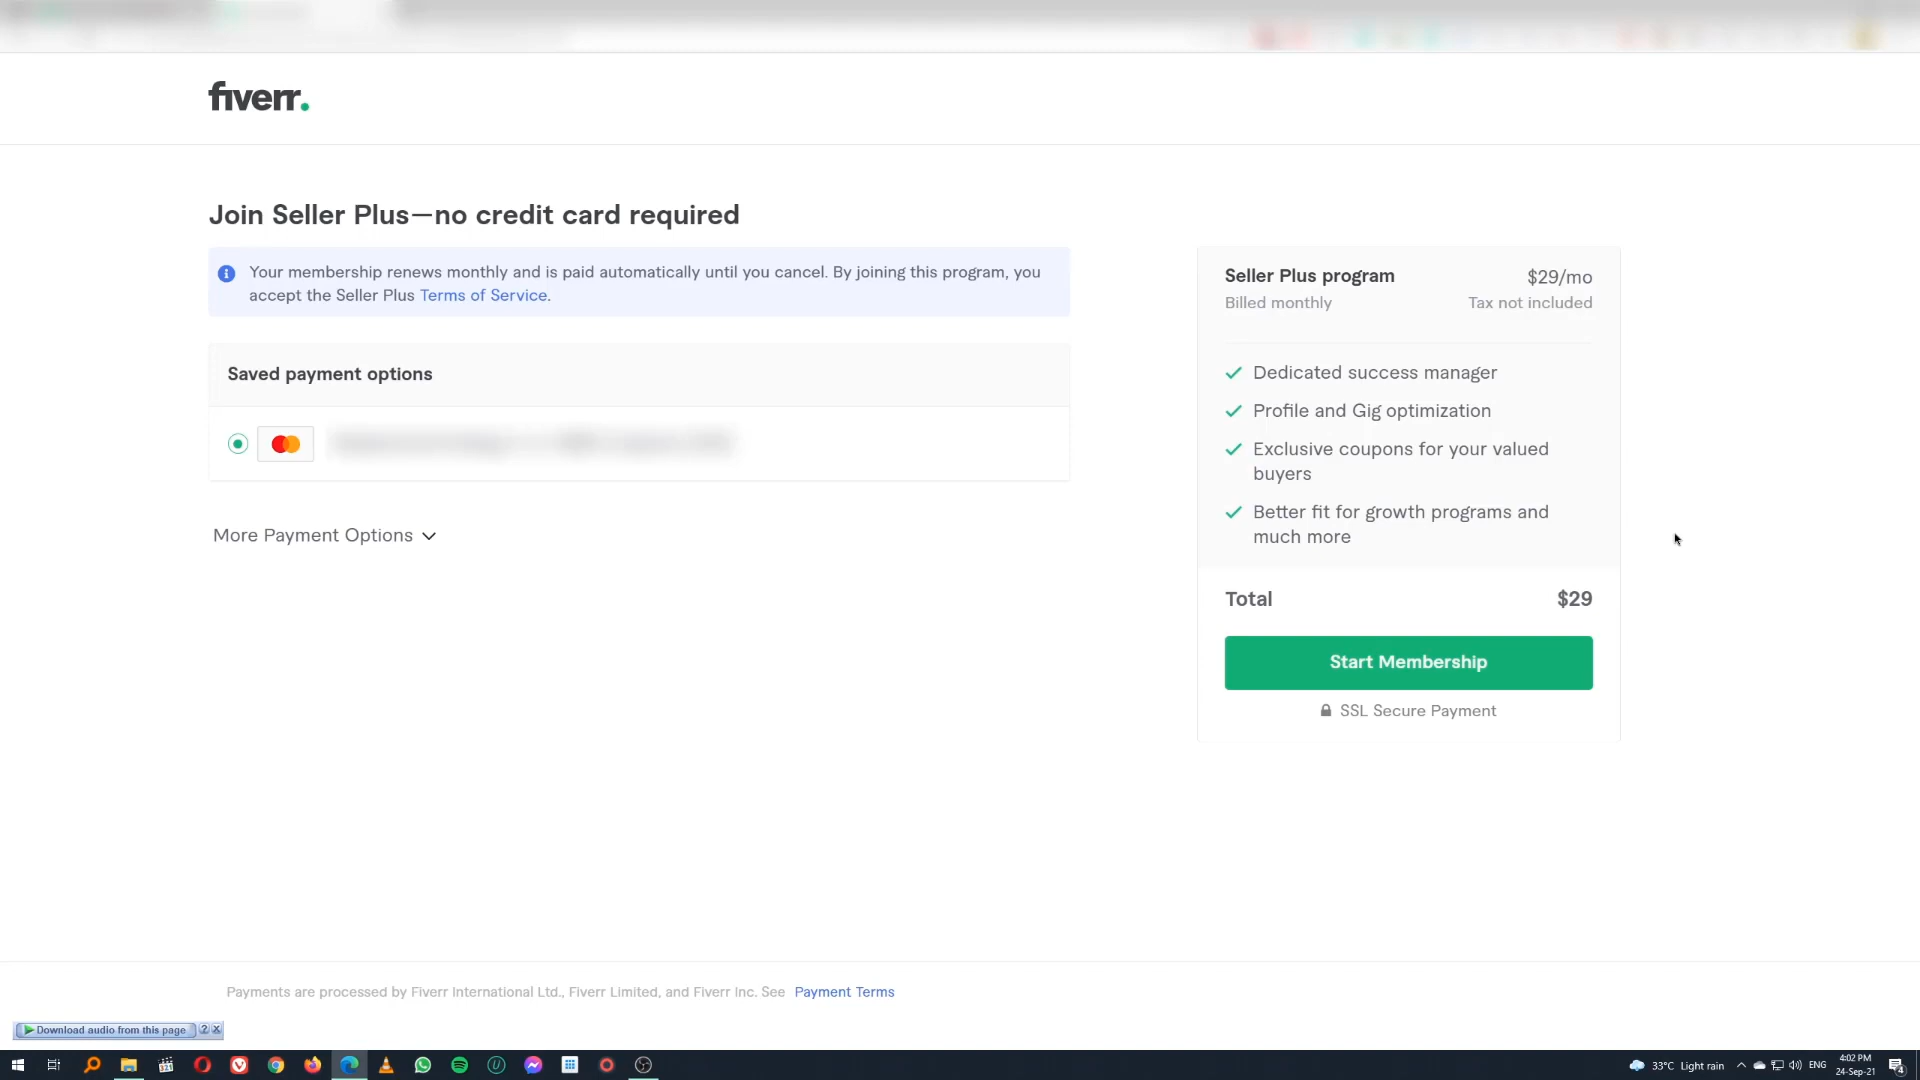 fiverr.
Join Seller Plus—no credit card required
Your membership renews monthly and is paid automatically until you cancel. By joining this program, you
accept the Seller Plus Terms of Service.
Saved payment options
More Payment Options
Seller Plus program $29/mo
Billed monthly Tax not included
Dedicated success manager
Profile and Gig optimization
Exclusive coupons for your valued
buyers
Better fit for growth programs and
much more
Total $29
Start Membership
SSL Secure Payment
Payments are processed by Fiverr International Ltd., Fiverr Limited, and Fiverr Inc. See Payment Terms
Download audio from this page ? X
33°C Light rain ENG 4:02 PM
24-Sep-21 4